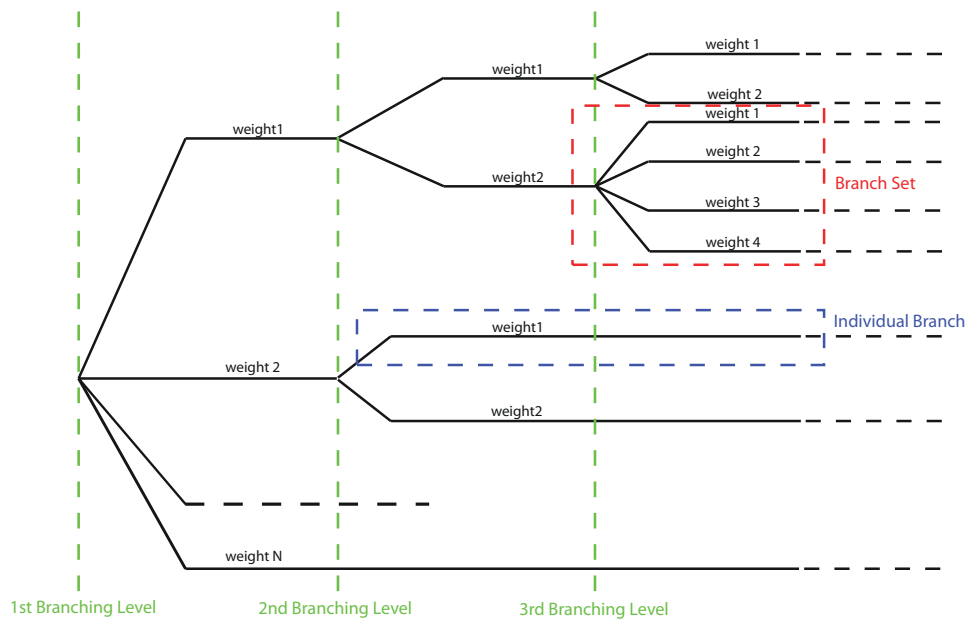 weight 1
weight1
weight 2
weight 1
weight1
weight 2
weight2
Branch Set
weight 3
weight 4
Individual Branch
weight1
weight 2
weight2
weight N
1st Branching Level
2nd Branching Level
3rd Branching Level